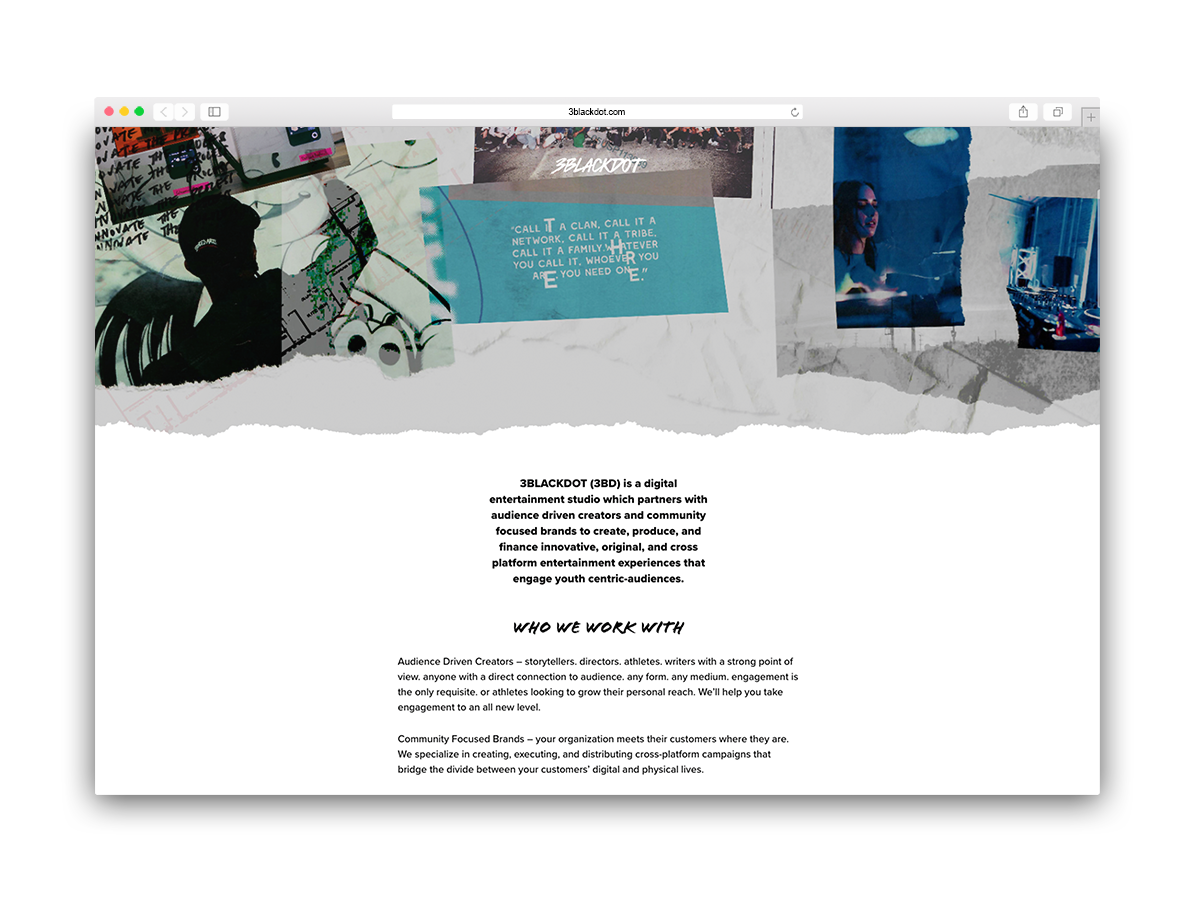 3blackdot.com
3BLACKDOT
INNOVATE THE
"CALL IT A CLAN, CALL IT A
NETWORK, CALL IT A TRIBE,
CALL IT A FAMILY. WHATEVER
YOU CALL IT, WHOEVER YOU
ARE, YOU NEED ONE."
3BLACKDOT (3BD) is a digital
entertainment studio which partners with
audience driven creators and community
focused brands to create, produce, and
finance innovative, original, and cross
platform entertainment experiences that
engage youth centric-audiences.
WHO WE WORK WITH
Audience Driven Creators – storytellers. directors. athletes. writers with a strong point of
view. anyone with a direct connection to audience. any form. any medium. engagement is
the only requisite. or athletes looking to grow their personal reach. We'll help you take
engagement to an all new level.
Community Focused Brands – your organization meets their customers where they are.
We specialize in creating, executing, and distributing cross-platform campaigns that
bridge the divide between your customers' digital and physical lives.